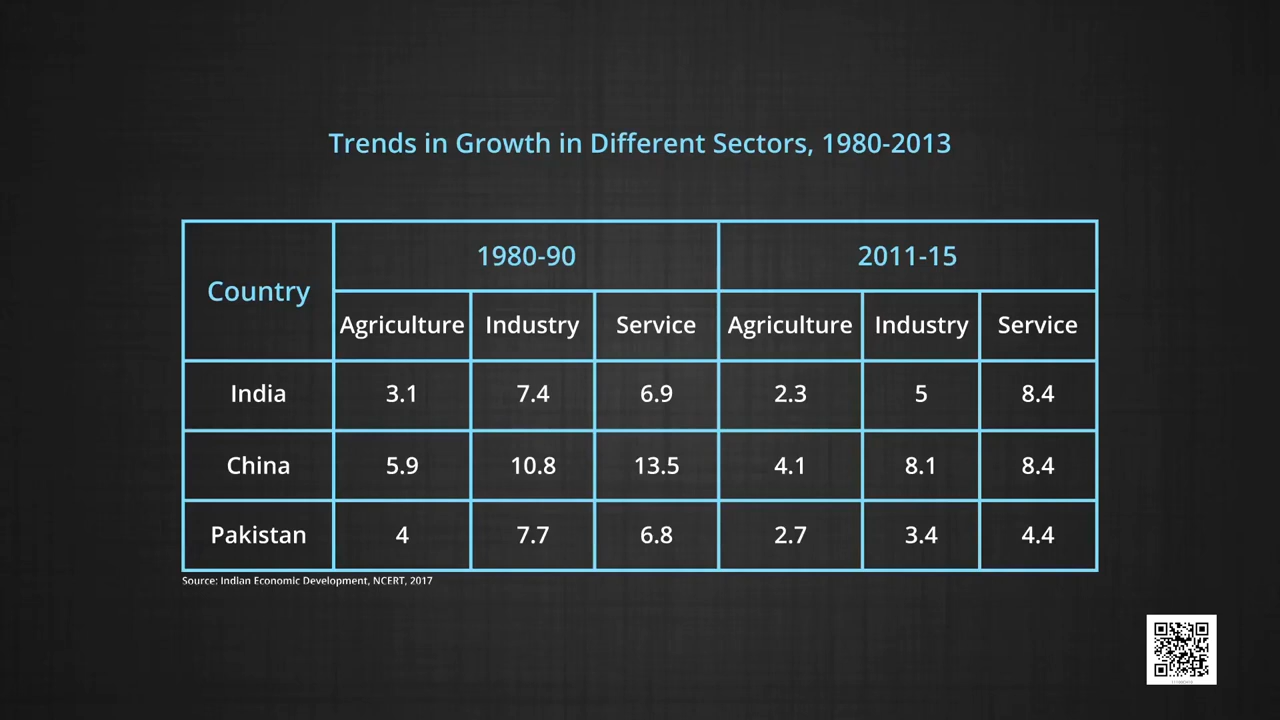 Trends in Growth in Different Sectors, 1980-2013
Country 1980-90 2011-15
Agriculture Industry Service Agriculture Industry Service
India 3.1 7.4 6.9 2.3 5 8.4
China 5.9 10.8 13.5 4.1 8.1 8.4
Pakistan 4 7.7 6.8 2.7 3.4 4.4
Source: Indian Economic Development, NCERT, 2017